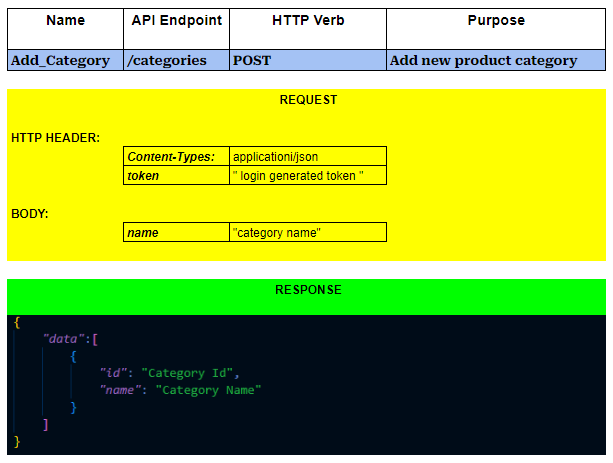 Name API Endpoint HTTP Verb Purpose
Add_Category /categories POST Add new product category
REQUEST
HTTP HEADER:
Content-Types: applicationi/json
token " login generated token "
BODY:
name "category name"
RESPONSE
{
"data":[
{
"id": "Category Id",
"name": "Category Name"
}
]
}